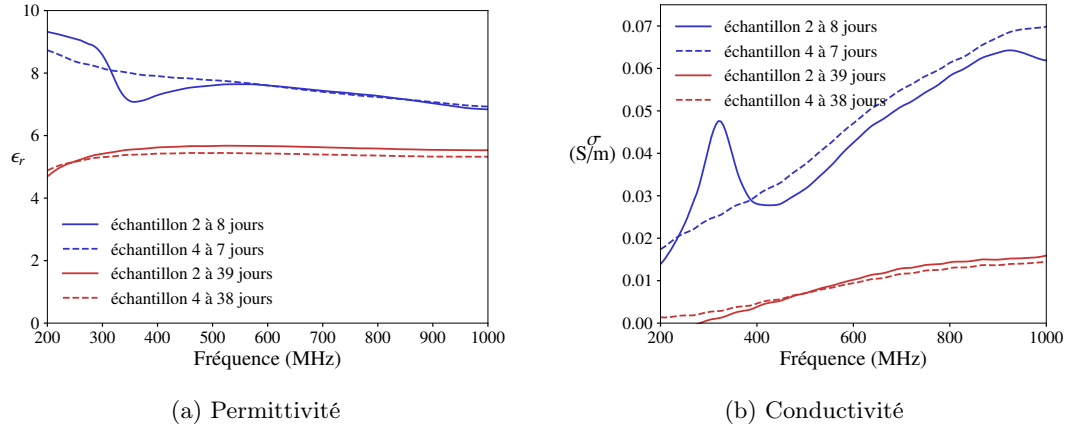 10
8
6
4
2
0
ϵr
échantillon 2 à 8 jours
échantillon 4 à 7 jours
échantillon 2 à 39 jours
échantillon 4 à 38 jours
200 300 400 500 600 700 800 900 1000
Fréquence (MHz)
(a) Permittivité
0.07
0.06
0.05
0.04
0.03
0.02
0.01
0.00
σ
(S/m)
échantillon 2 à 8 jours
échantillon 4 à 7 jours
échantillon 2 à 39 jours
échantillon 4 à 38 jours
200 400 600 800 1000
Fréquence (MHz)
(b) Conductivité